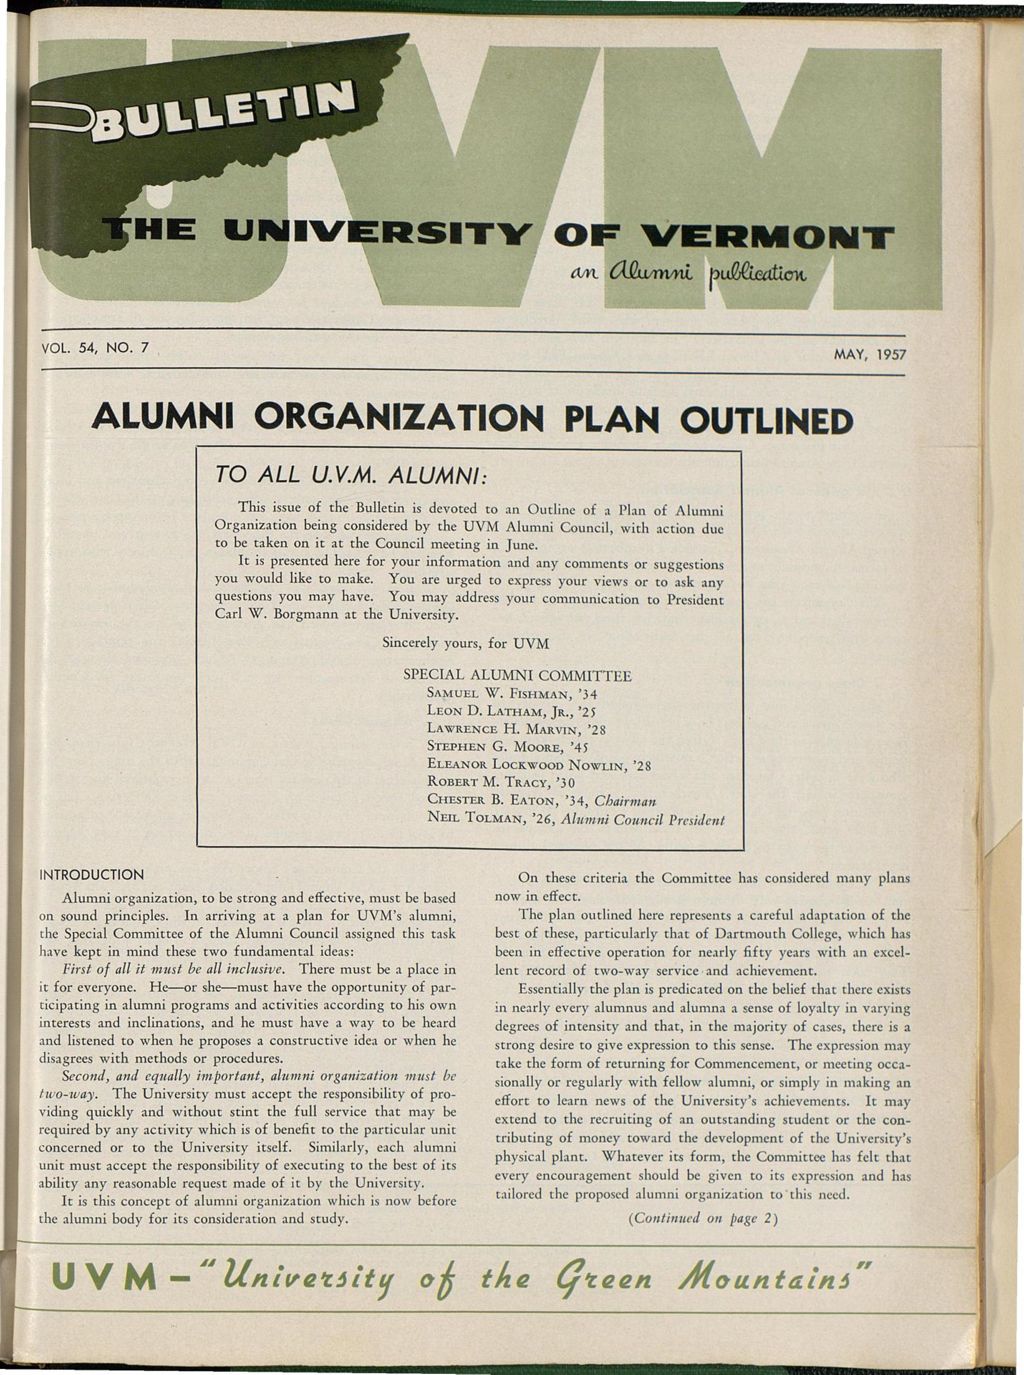 UVM
BULLETIN
THE UNIVERSITY OF VERMONT
an Alumni publication
VOL. 54, NO. 7
MAY, 1957
ALUMNI ORGANIZATION PLAN OUTLINED
TO ALL U.V.M. ALUMNI:
This issue of the Bulletin is devoted to an Outline of a Plan of Alumni
Organization being considered by the UVM Alumni Council, with action due
to be taken on it at the Council meeting in June.
It is presented here for your information and any comments or suggestions
you would like to make. You are urged to express your views or to ask any
questions you may have. You may address your communication to President
Carl W. Borgmann at the University.
Sincerely yours, for UVM
SPECIAL ALUMNI COMMITTEE
SAMUEL W. FISHMAN, '34
LEON D. LATHAM, JR., '25
LAWRENCE H. MARVIN, '28
STEPHEN G. MOORE, '45
ELEANOR LOCKWOOD NOWLIN, '28
ROBERT M. TRACY, '30
CHESTER B. EATON, '34, Chairman
NEIL TOLMAN, '26, Alumni Council President
INTRODUCTION
Alumni organization, to be strong and effective, must be based
on sound principles. In arriving at a plan for UVM's alumni,
the Special Committee of the Alumni Council assigned this task
have kept in mind these two fundamental ideas:
First of all it must be all inclusive. There must be a place in
it for everyone. He—or she—must have the opportunity of par-
ticipating in alumni programs and activities according to his own
interests and inclinations, and he must have a way to be heard
and listened to when he proposes a constructive idea or when he
disagrees with methods or procedures.
Second, and equally important, alumni organization must be
two-way. The University must accept the responsibility of pro-
viding quickly and without stint the full service that may be
required by any activity which is of benefit to the particular unit
concerned or to the University itself. Similarly, each alumni
unit must accept the responsibility of executing to the best of its
ability any reasonable request made of it by the University.
It is this concept of alumni organization which is now before
the alumni body for its consideration and study.
On these criteria the Committee has considered many plans
now in effect.
The plan outlined here represents a careful adaptation of the
best of these, particularly that of Dartmouth College, which has
been in effective operation for nearly fifty years with an excel-
lent record of two-way service and achievement.
Essentially the plan is predicated on the belief that there exists
in nearly every alumnus and alumna a sense of loyalty in varying
degrees of intensity and that, in the majority of cases, there is a
strong desire to give expression to this sense. The expression may
take the form of returning for Commencement, or meeting occa-
sionally or regularly with fellow alumni, or simply in making an
effort to learn news of the University's achievements. It may
extend to the recruiting of an outstanding student or the con-
tributing of money toward the development of the University's
physical plant. Whatever its form, the Committee has felt that
every encouragement should be given to its expression and has
tailored the proposed alumni organization to this need.
(Continued on page 2)
UVM — "University of the Green Mountains"